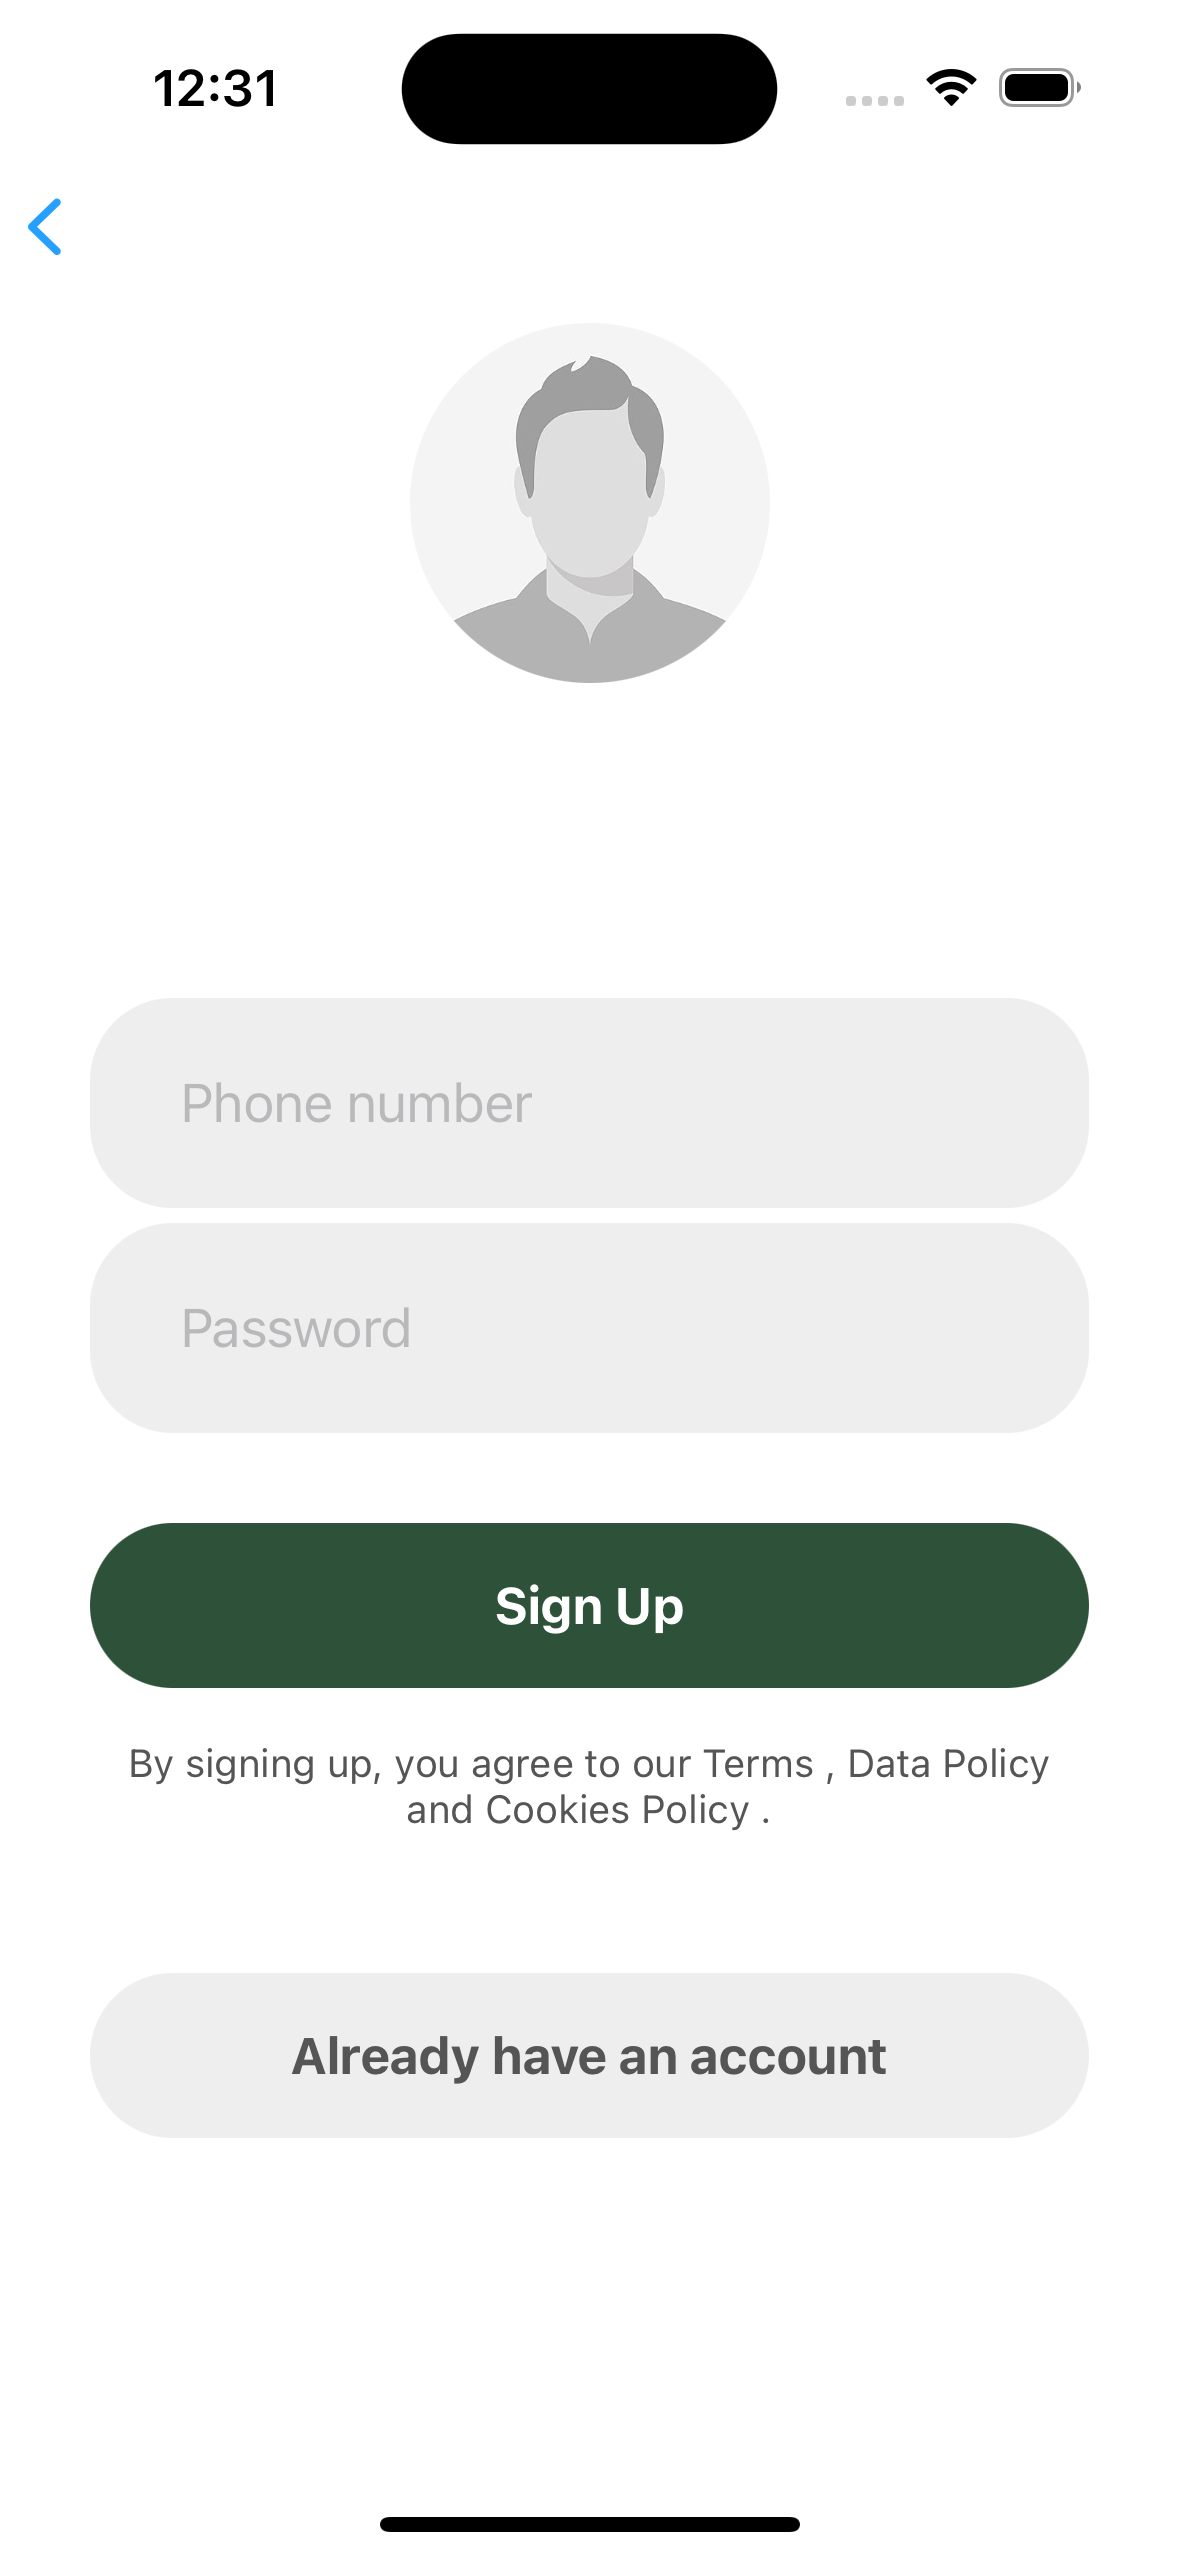 12:31
Phone number
Password
Sign Up
By signing up, you agree to our Terms , Data Policy
and Cookies Policy .
Already have an account